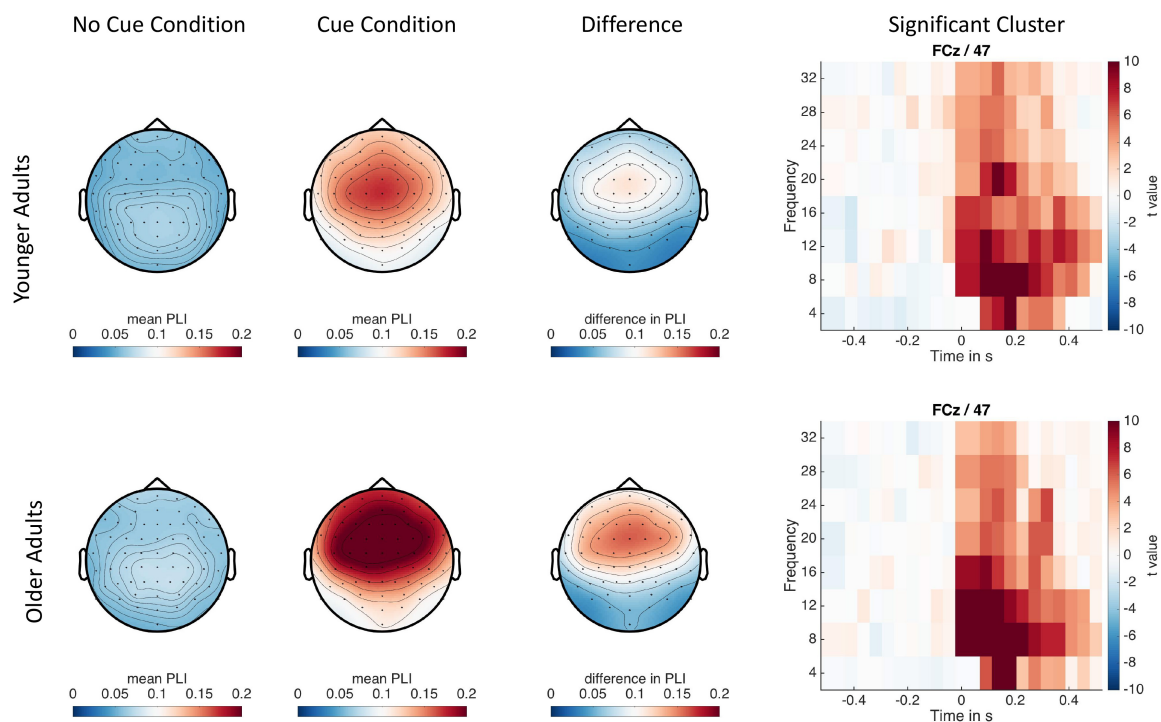 No Cue Condition
Cue Condition
Difference
Significant Cluster
Younger Adults
mean PLI
0 0.05 0.1 0.15 0.2
mean PLI
0 0.05 0.1 0.15 0.2
difference in PLI
0 0.05 0.1 0.15 0.2
FCz / 47
Frequency
32
28
24
20
16
12
8
4
-0.4 -0.2 0 0.2 0.4
Time in s
10
8
6
4
2
0
-2
-4
-6
-8
-10
t value
Older Adults
mean PLI
0 0.05 0.1 0.15 0.2
mean PLI
0 0.05 0.1 0.15 0.2
difference in PLI
0 0.05 0.1 0.15 0.2
FCz / 47
Frequency
32
28
24
20
16
12
8
4
-0.4 -0.2 0 0.2 0.4
Time in s
10
8
6
4
2
0
-2
-4
-6
-8
-10
t value